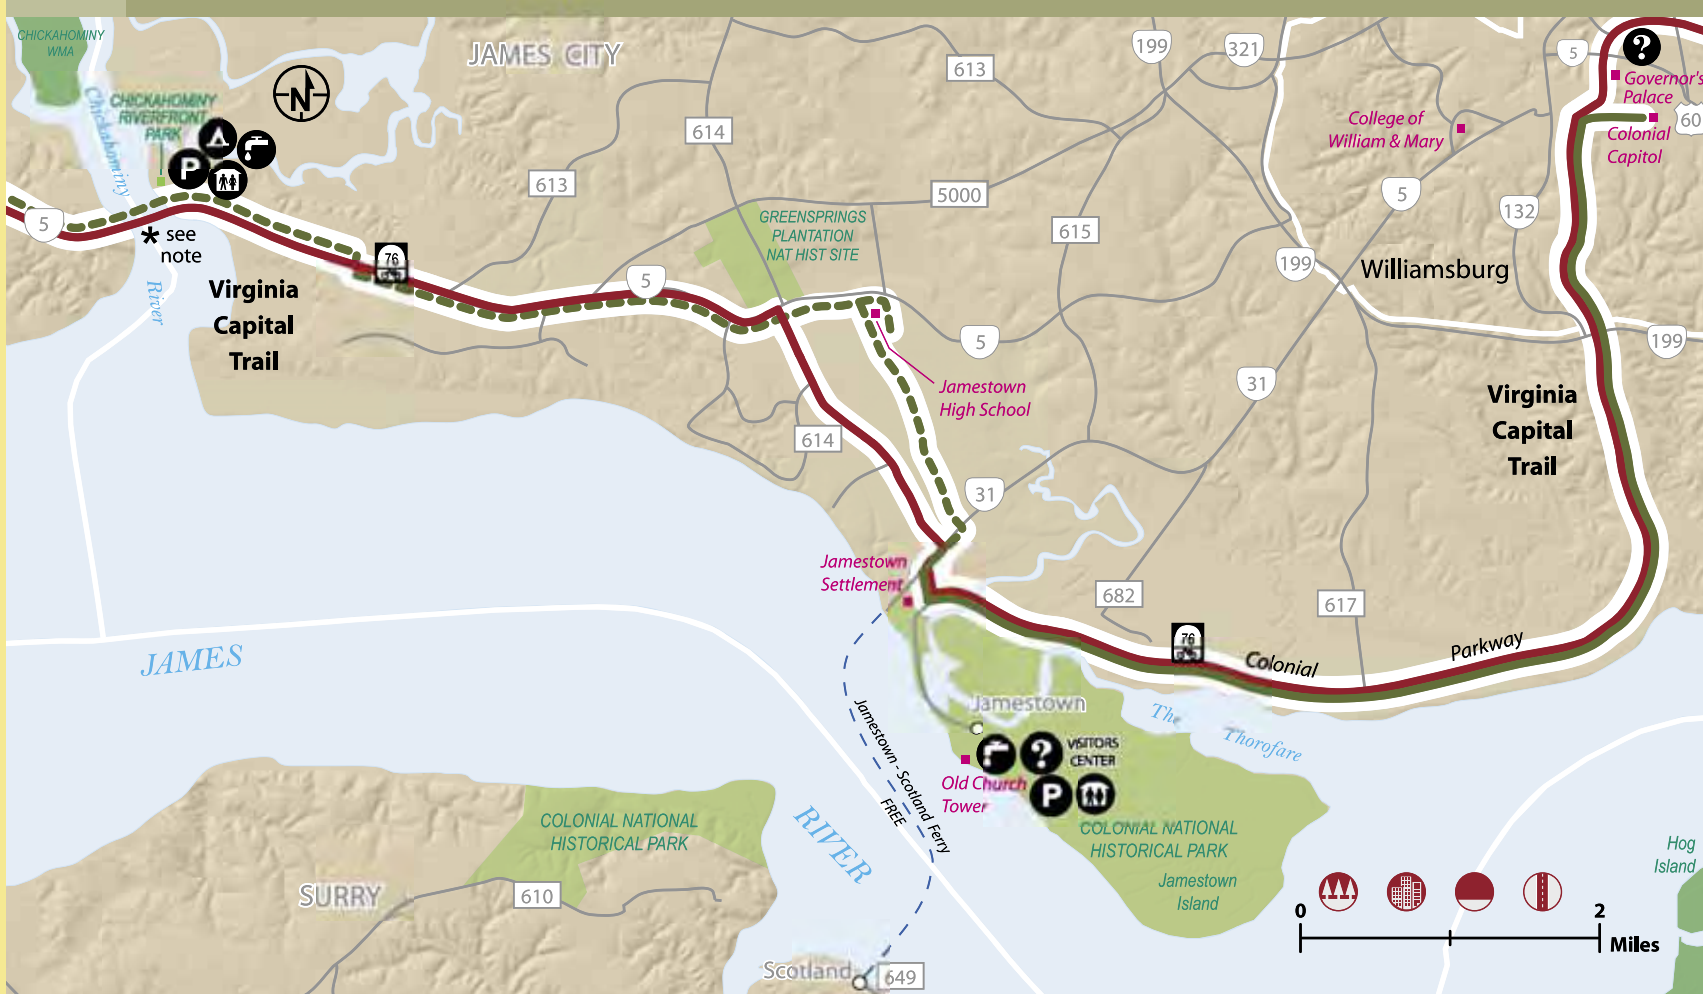 CHICKAHOMINY
WMA
JAMES CITY
N
CHICKAHOMINY
RIVERFRONT
PARK
Chickahominy
River
P
5
* see
note
Virginia
Capital
Trail
76
613
614
613
199
321
5000
615
5
GREENSPRINGS
PLANTATION
NAT HIST SITE
5
Jamestown
High School
614
31
College of
William & Mary
5
132
199
Williamsburg
31
5
?
Governor's
Palace
60
Colonial
Capitol
199
Virginia
Capital
Trail
Jamestown
Settlement
682
617
76
Colonial
Parkway
JAMES
RIVER
Jamestown - Scotland Ferry
FREE
Jamestown
The
Thorofare
?
VISITORS
CENTER
P
Old Church
Tower
COLONIAL NATIONAL
HISTORICAL PARK
Jamestown
Island
COLONIAL NATIONAL
HISTORICAL PARK
SURRY
610
Scotland
649
Hog
Island
0
2
Miles